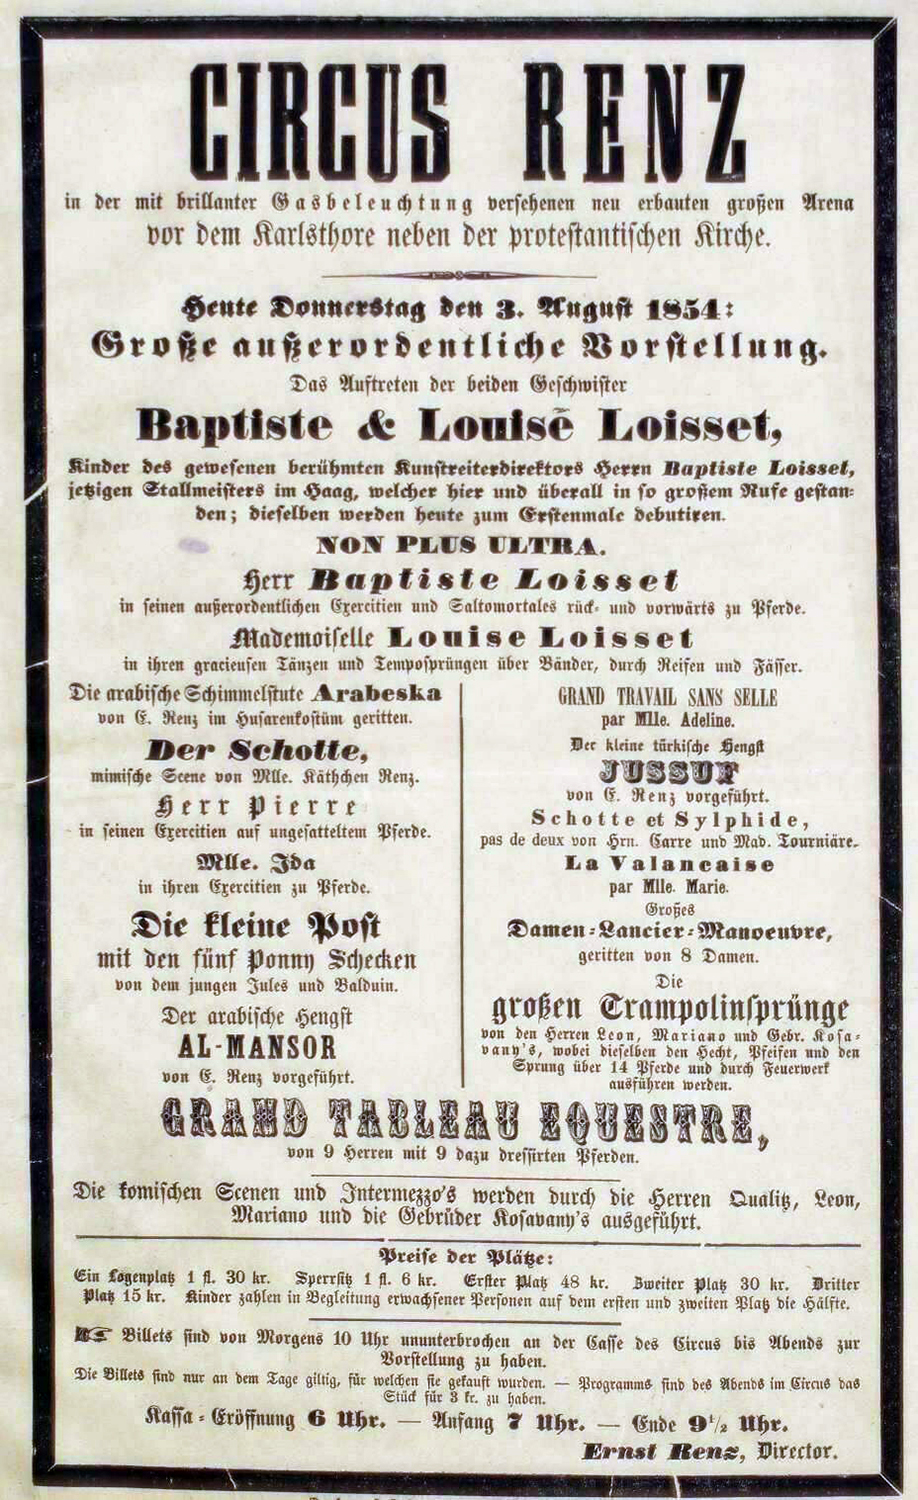 CIRCUS RENZ
in der mit brillanter Gasbeleuchtung versehenen neu erbauten großen Arena
vor dem Karlsthore neben der protestantischen Kirche.
Heute Donnerstag den 3. August 1854:
Große außerordentliche Vorstellung.
Das Auftreten der beiden Geschwister
Baptiste & Louise Loisset,
Kinder des gewesenen berühmten Kunstreiterdirektors Herrn Baptiste Loisset,
jetzigen Stallmeisters im Haag, welcher hier und überall in so großem Rufe gestan-
den; dieselben werden heute zum Erstenmale debutiren.
NON PLUS ULTRA.
Herr Baptiste Loisset
in seinen außerordentlichen Exercitien und Saltomortales rück- und vorwärts zu Pferde.
Mademoiselle Louise Loisset
in ihren graciensen Tänzen und Temposprüngen über Bänder, durch Reifen und Fässer.
Die arabische Schimmelstute Arabeska
von E. Renz im Husarenkostüm geritten.
Der Schotte,
mimische Scene von Mlle. Käthchen Renz.
Herr Pierre
in seinen Exercitien auf ungesatteltem Pferde.
Mlle. Ida
in ihren Exercitien zu Pferde.
Die kleine Post
mit den fünf Ponny Schecken
von dem jungen Jules und Balduin.
Der arabische Hengst
AL-MANSOR
von E. Renz vorgeführt.
GRAND TRAVAIL SANS SELLE
par Mlle. Adeline.
Der kleine türkische Hengst
JUSSUF
von E. Renz vorgeführt.
Schotte et Sylphide,
pas de deux von Hrn. Carre und Mad. Tourniäre.
La Valancaise
par Mlle. Marie.
Großes
Damen-Lancier-Manoeuvre,
geritten von 8 Damen.
Die
großen Trampolinsprünge
von den Herren Leon, Mariano und Gebr. Kosa-
vany's, wobei dieselben den Hecht, Pfeifen und den
Sprung über 14 Pferde und durch Feuerwerk
ausführen werden.
GRAND TABLEAU EQUESTRE,
von 9 Herren mit 9 dazu dressirten Pferden.
Die komischen Scenen und Intermezzo's werden durch die Herren Qualitz, Leon,
Mariano und die Gebrüder Kosavany's ausgeführt.
Preise der Plätze:
Ein Logenplatz 1 fl. 30 kr. Sperrsitz 1 fl. 6 kr. Erster Platz 48 kr. Zweiter Platz 30 kr. Dritter
Platz 15 kr. Kinder zahlen in Begleitung erwachsener Personen auf dem ersten und zweiten Platz die Hälfte.
☞ Billets sind von Morgens 10 Uhr ununterbrochen an der Casse des Circus bis Abends zur
Vorstellung zu haben.
Die Billets sind nur an dem Tage giltig, für welchen sie gekauft wurden. — Programms sind des Abends im Circus das
Stück für 3 kr. zu haben.
Kassa-Eröffnung 6 Uhr. — Anfang 7 Uhr. — Ende 9½ Uhr.
Ernst Renz, Director.